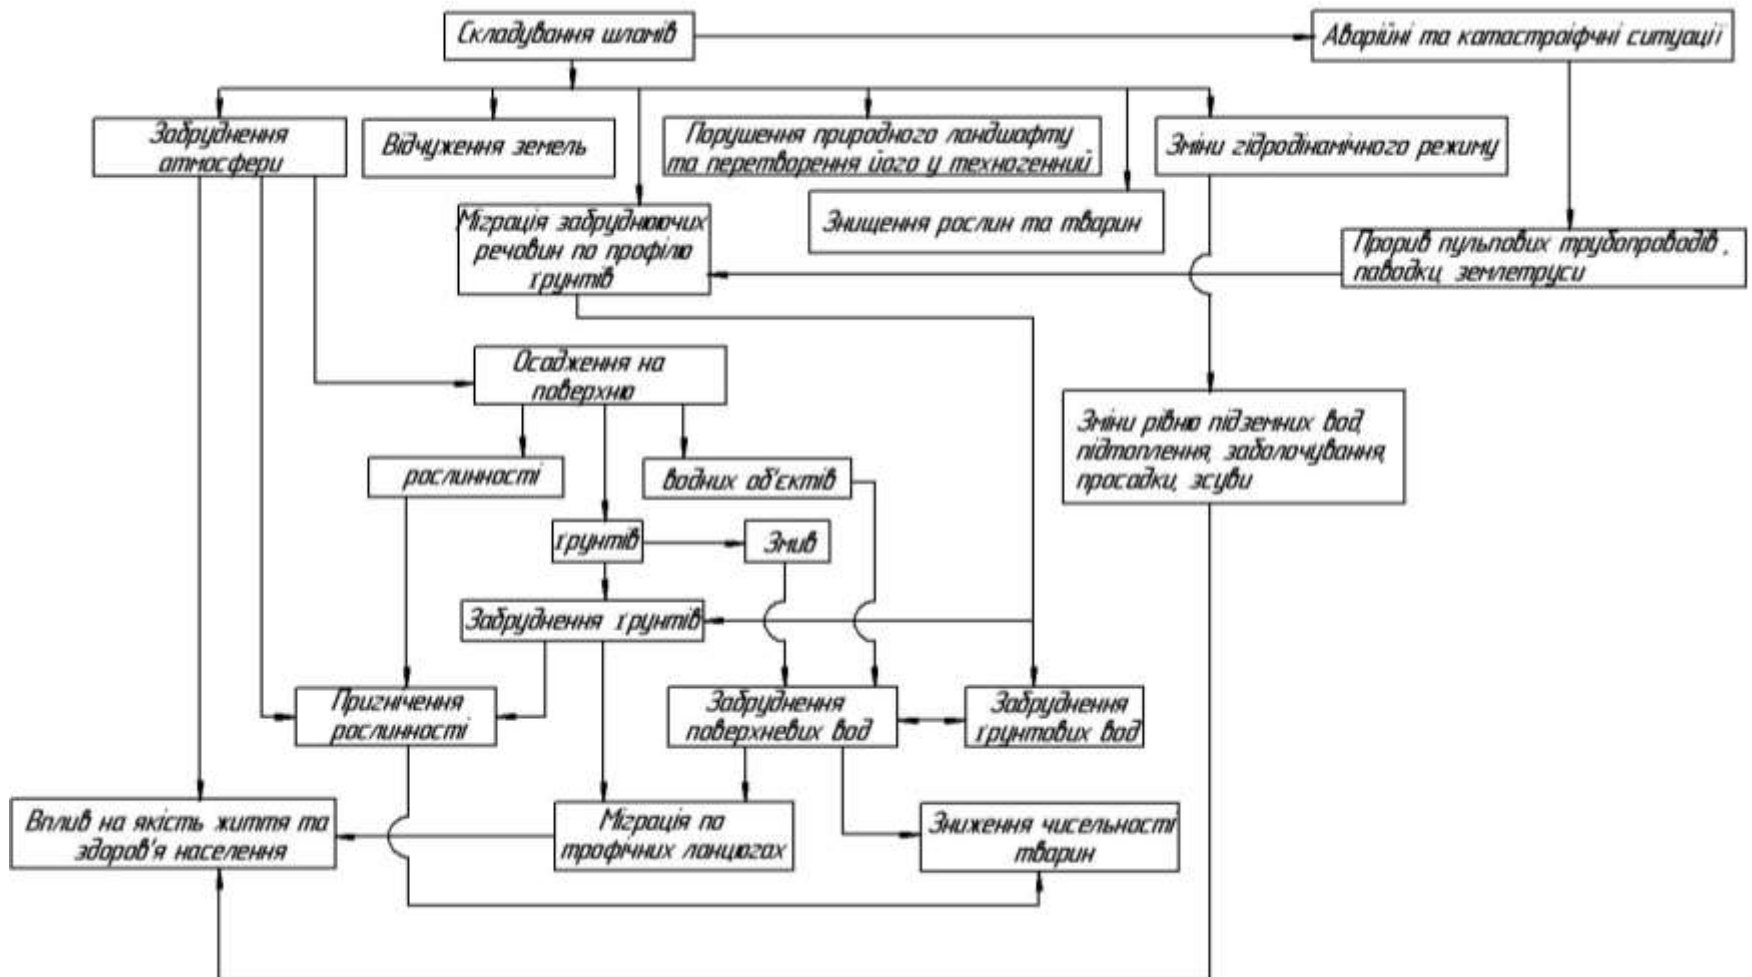 Складування шламів
Аварійні та катастроіфчні ситуації
Забруднення
атмосфери
Відчуження земель
Порушення природного ландшафту
та перетворення його у техногенний
Зміни гідродінамічного режиму
Знищення рослин та тварин
Міграція забруднюючих
речовин по профілю
ґрунтів
Прорив пульпових трубопроводів,
паводки, землетруси
Осадження на
поверхню
Зміни рівню підземних вод,
підтоплення, заболочування,
просадки, зсуви
рослинності
водних об'єктів
ґрунтів
Змив
Забруднення ґрунтів
Пригнічення
рослинності
Забруднення
поверхневих вод
Забруднення
ґрунтових вод
Вплив на якість життя та
здоров'я населення
Міграція по
трофічних ланцюгах
Зниження чисельності
тварин